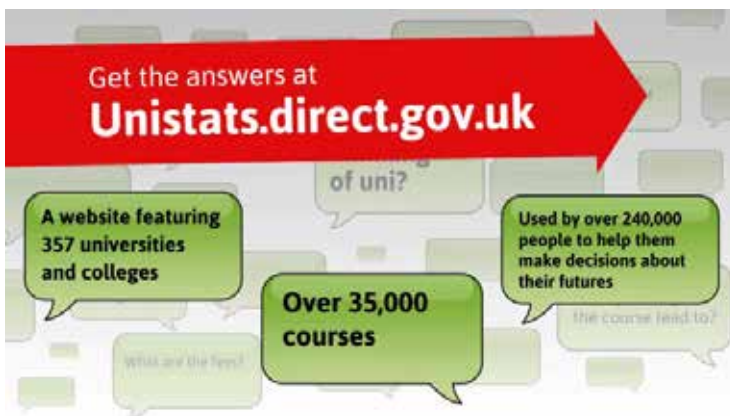 Get the answers at
Unistats.direct.gov.uk
of uni?
A website featuring
357 universities
and colleges
Used by over 240,000
people to help them
make decisions about
their futures
Over 35,000
courses
the course lead to?
What are the fees?